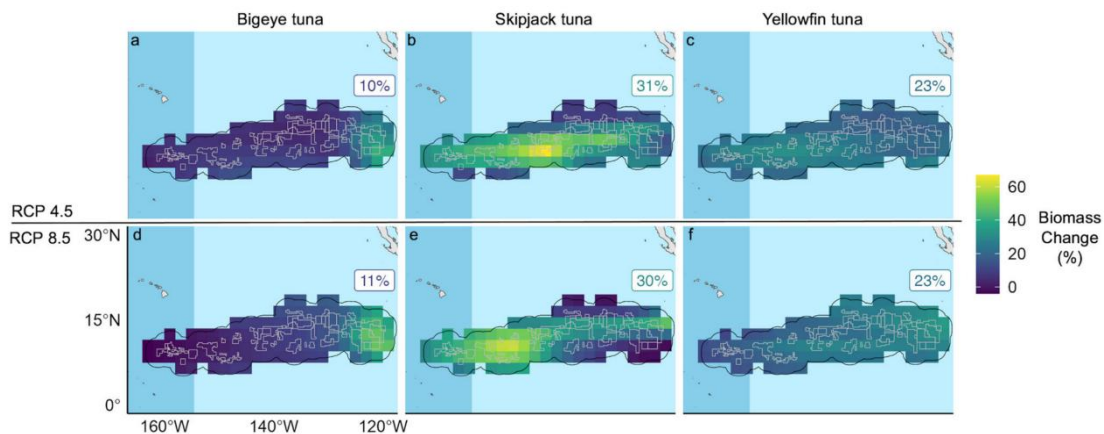 Bigeye tuna
Skipjack tuna
Yellowfin tuna
a
b
c
10%
31%
23%
RCP 4.5
RCP 8.5
d
e
f
30°N
15°N
0°
11%
30%
23%
160°W
140°W
120°W
60
40
20
0
Biomass
Change
(%)